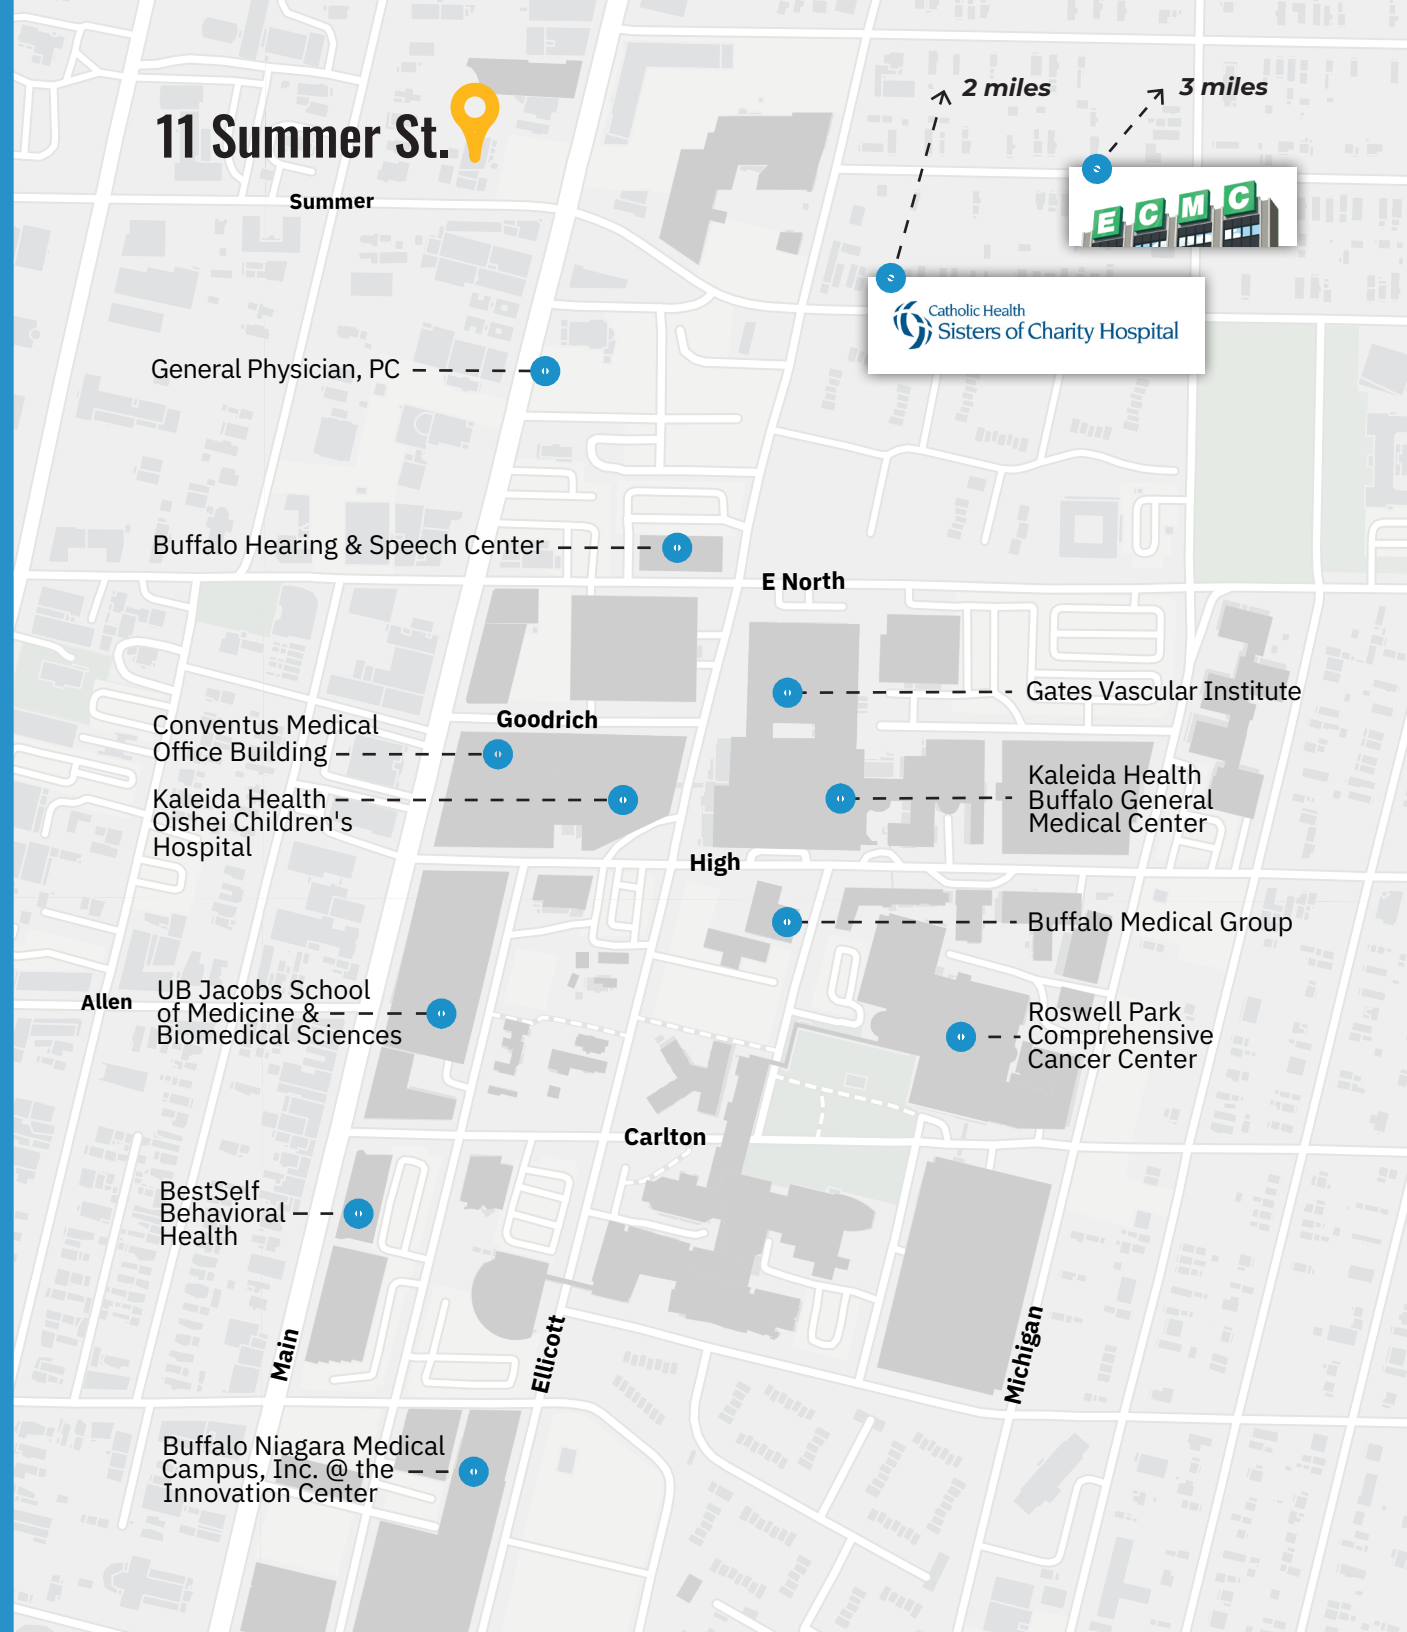 2 miles
3 miles
11 Summer St.
Summer
E C M C
Catholic Health
Sisters of Charity Hospital
General Physician, PC
Buffalo Hearing & Speech Center
E North
Gates Vascular Institute
Goodrich
Conventus Medical
Office Building
Kaleida Health
Oishei Children's
Hospital
Kaleida Health
Buffalo General
Medical Center
High
Buffalo Medical Group
Allen
UB Jacobs School
of Medicine &
Biomedical Sciences
Roswell Park
Comprehensive
Cancer Center
Carlton
BestSelf
Behavioral
Health
Main
Ellicott
Michigan
Buffalo Niagara Medical
Campus, Inc. @ the
Innovation Center